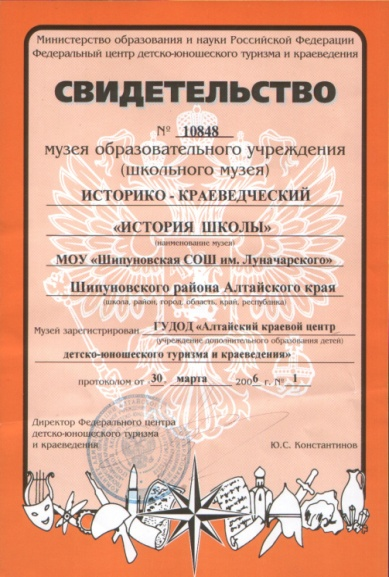 Министерство образования и науки Российской Федерации
Федеральный центр детско-юношеского туризма и краеведения
СВИДЕТЕЛЬСТВО
№ 10848
музея образовательного учреждения
(школьного музея)
ИСТОРИКО - КРАЕВЕДЧЕСКИЙ
«ИСТОРИЯ ШКОЛЫ»
(наименование музея)
МОУ «Шипуновская СОШ им. Луначарского»
Шипуновского района Алтайского края
(школа, район, город, область, край, республика)
Музей зарегистрирован ГУДОД «Алтайский краевой центр
(учреждение дополнительного образования детей)
детско-юношеского туризма и краеведения»
протоколом от 30 марта 2006 г. № 1
Директор Федерального центра
детско-юношеского туризма
и краеведения
Ю.С. Константинов